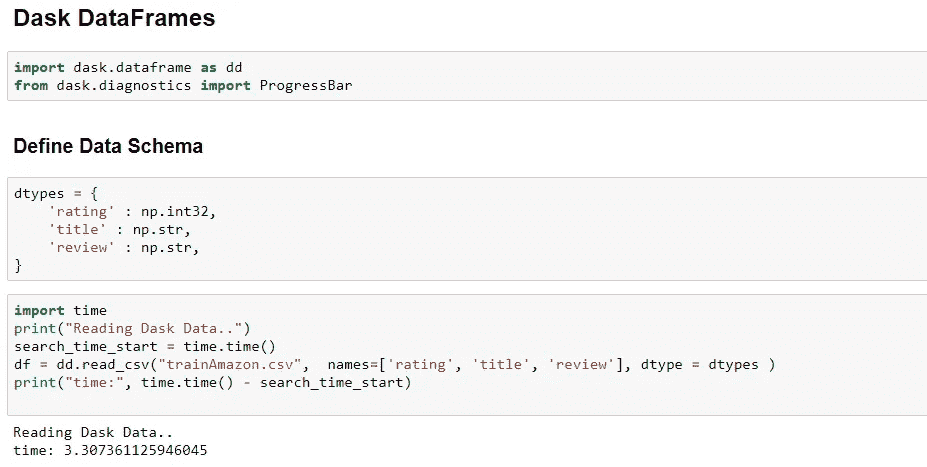 Dask DataFrames
import dask.dataframe as dd
from dask.diagnostics import ProgressBar
Define Data Schema
dtypes = {
    'rating' : np.int32,
    'title' : np.str,
    'review' : np.str,
}
import time
print("Reading Dask Data..")
search_time_start = time.time()
df = dd.read_csv("trainAmazon.csv",  names=['rating', 'title', 'review'], dtype = dtypes )
print("time:", time.time() - search_time_start)
Reading Dask Data..
time: 3.307361125946045